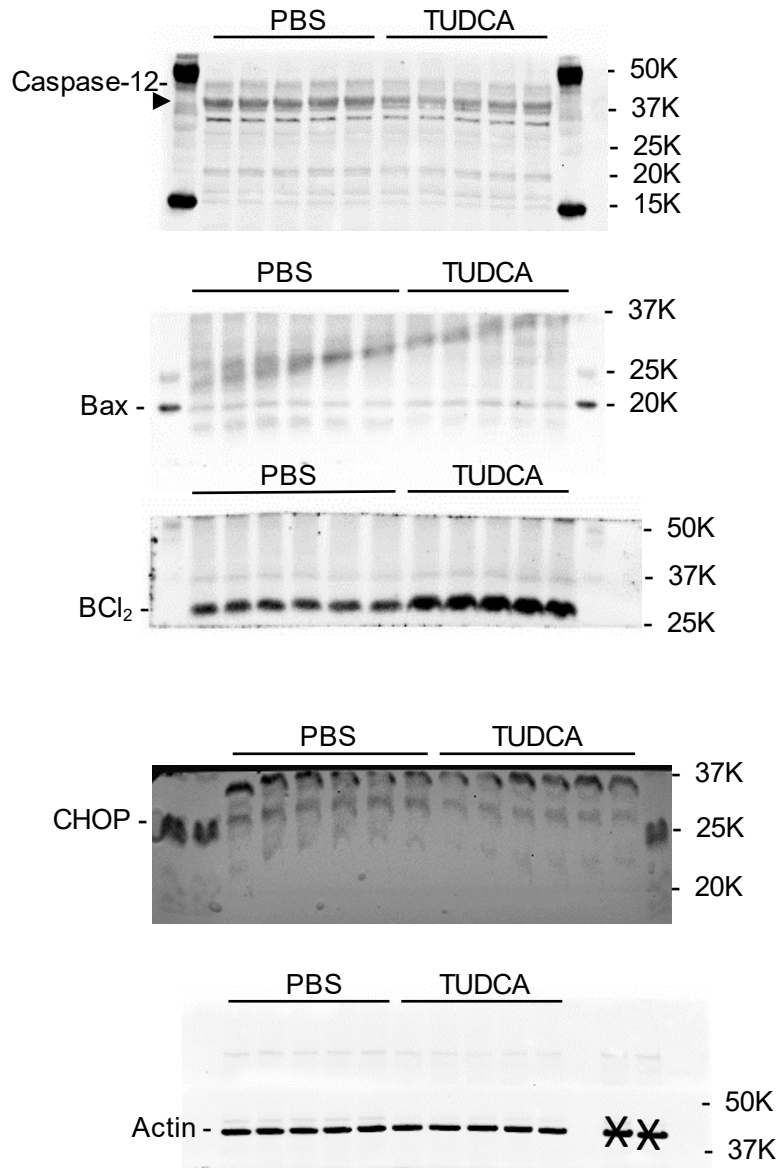 PBS TUDCA
Caspase-12-
- 50K
- 37K
- 25K
- 20K
- 15K
PBS TUDCA
- 37K
- 25K
Bax - - 20K
PBS TUDCA
- 50K
- 37K
BCl₂ -
- 25K
PBS TUDCA
- 37K
CHOP - - 25K
- 20K
PBS TUDCA
- 50K
Actin - X X
- 37K